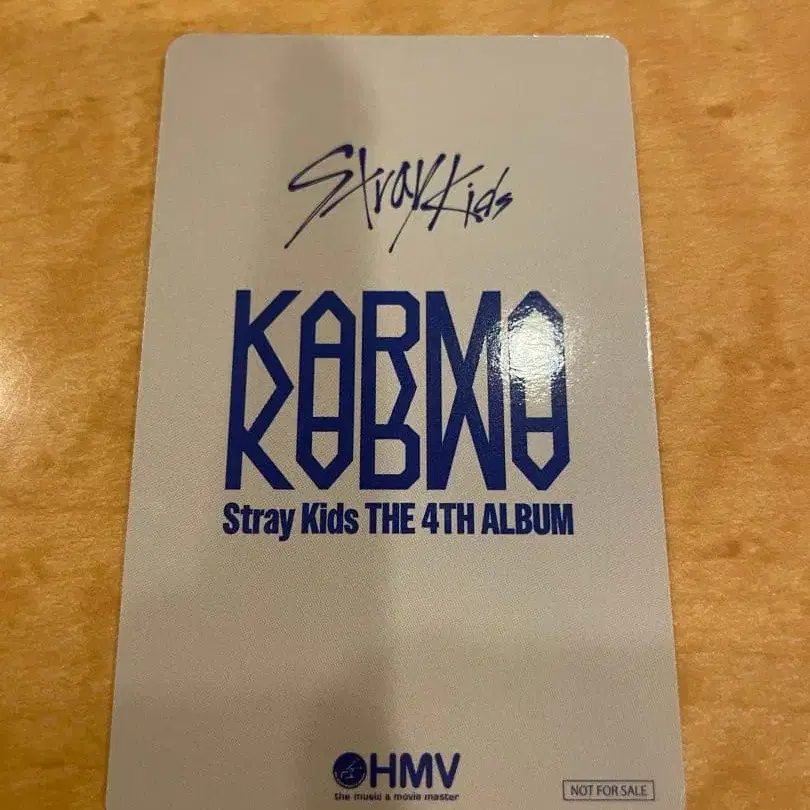 Stray Kids
KARMA
Stray Kids THE 4TH ALBUM
HMV
the music & movie master
NOT FOR SALE